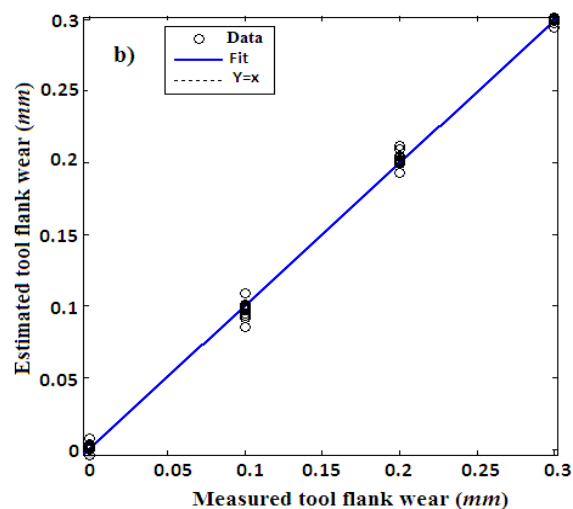 b)
Data
Fit
Y=x
Estimated tool flank wear (mm)
0.3
0.25
0.2
0.15
0.1
0.05
0
0 0.05 0.1 0.15 0.2 0.25 0.3
Measured tool flank wear (mm)